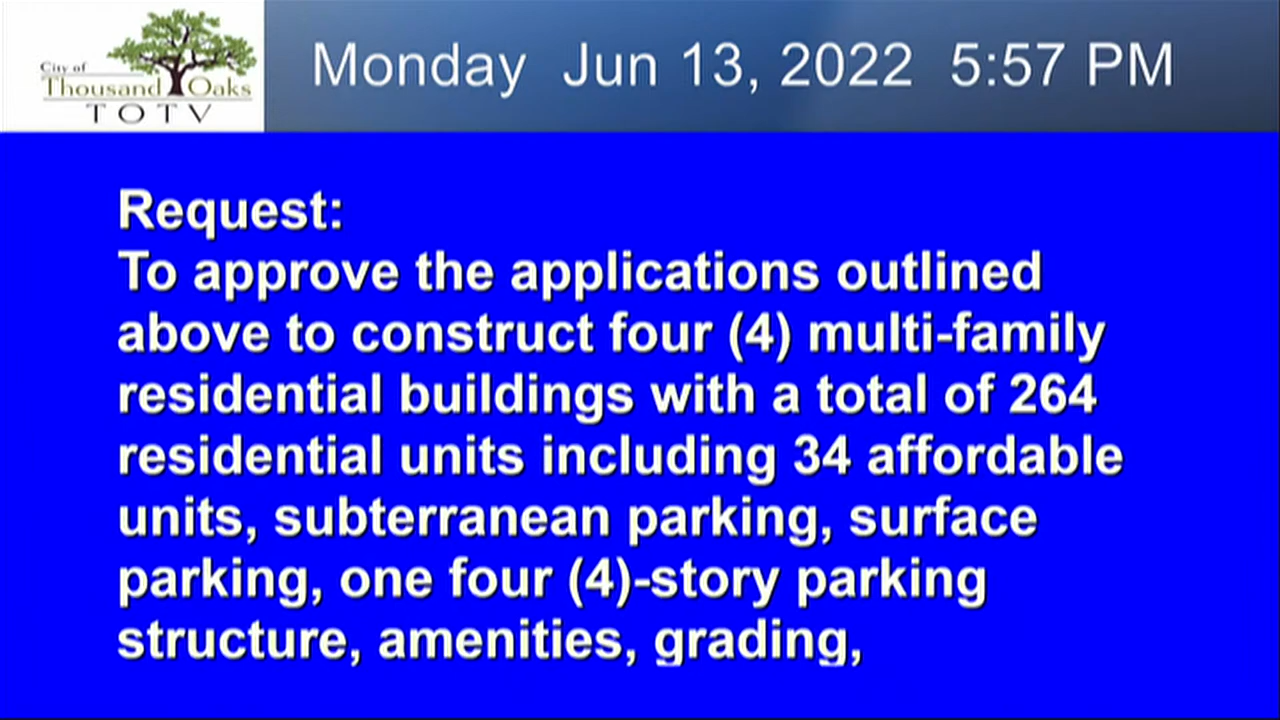 City of
Thousand Oaks
TOTV
Monday Jun 13, 2022 5:57 PM
Request:
To approve the applications outlined
above to construct four (4) multi-family
residential buildings with a total of 264
residential units including 34 affordable
units, subterranean parking, surface
parking, one four (4)-story parking
structure, amenities, grading,